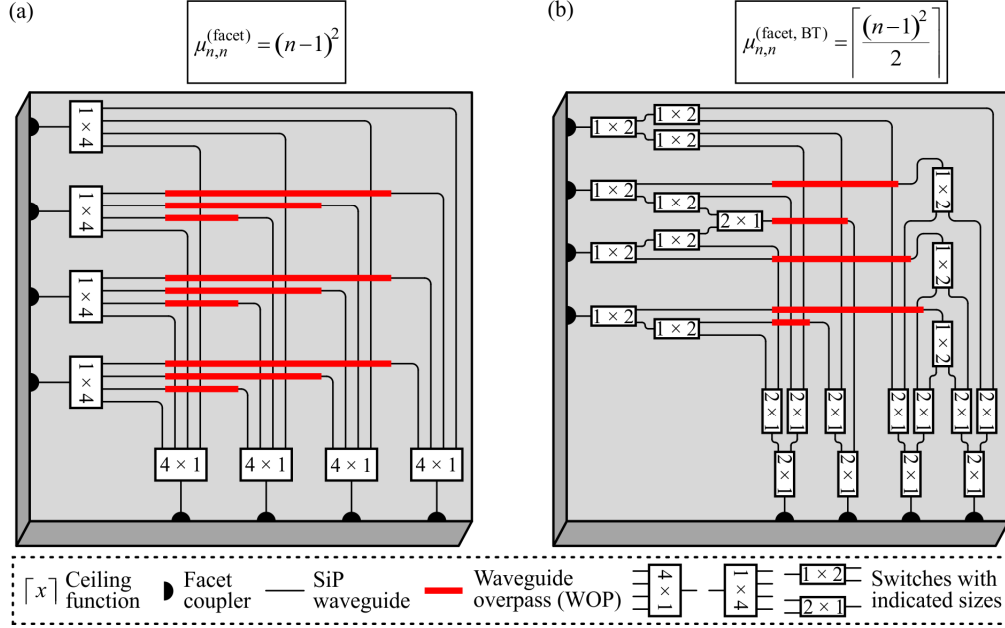 (a)
μ_{n,n}^{(facet)} = (n−1)^2
1 × 4
1 × 4
1 × 4
1 × 4
4 × 1
4 × 1
4 × 1
4 × 1
(b)
μ_{n,n}^{(facet, BT)} = ⌈(n−1)^2 / 2⌉
1 × 2
1 × 2
1 × 2
1 × 2
1 × 2
2 × 1
1 × 2
1 × 2
1 × 2
1 × 2
1 × 2
1 × 2
1 × 2
2 × 1
2 × 1
2 × 1
2 × 1
2 × 1
2 × 1
2 × 1
2 × 1
2 × 1
2 × 1
2 × 1
⌈x⌉ Ceiling
function
Facet
coupler
SiP
waveguide
Waveguide
overpass (WOP)
4 × 1
1 × 4
1 × 2
2 × 1
Switches with
indicated sizes